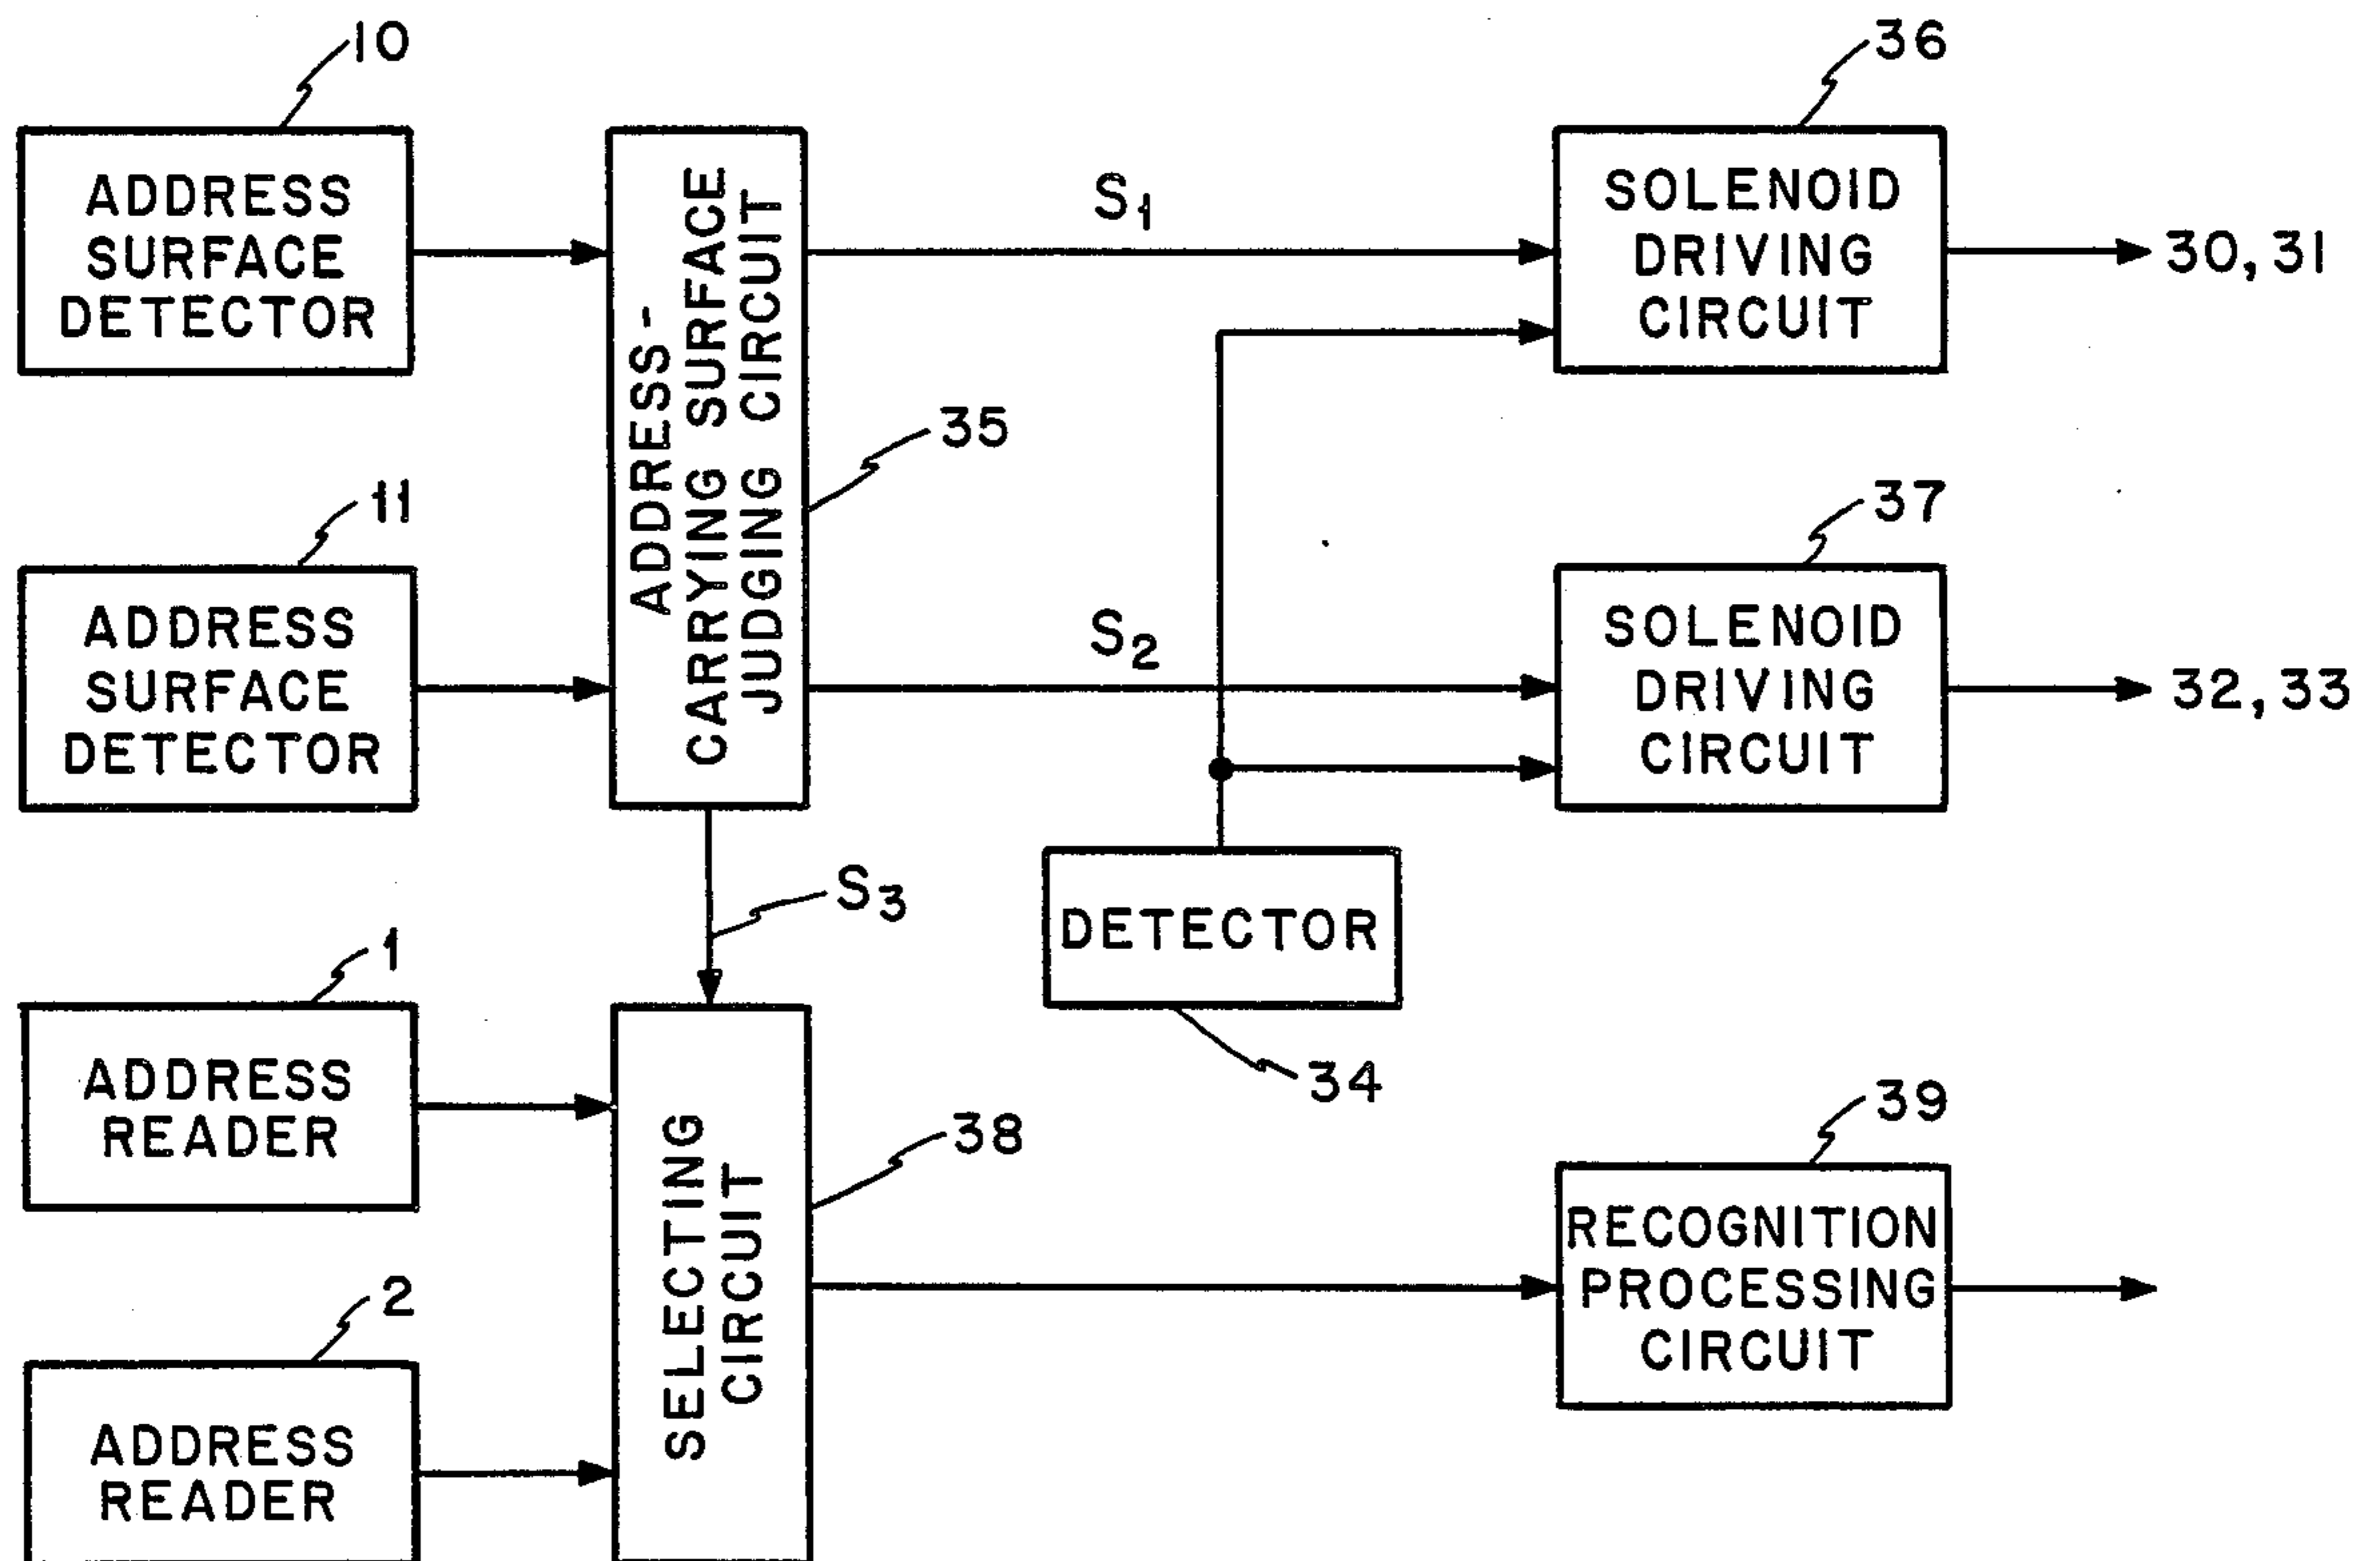 10
ADDRESS
SURFACE
DETECTOR
11
ADDRESS
SURFACE
DETECTOR
1
ADDRESS
READER
2
ADDRESS
READER
ADDRESS-
CARRYING SURFACE
JUDGING CIRCUIT
35
S1
S2
S3
SELECTING
CIRCUIT
38
DETECTOR
34
36
SOLENOID
DRIVING
CIRCUIT
30,31
37
SOLENOID
DRIVING
CIRCUIT
32,33
39
RECOGNITION
PROCESSING
CIRCUIT